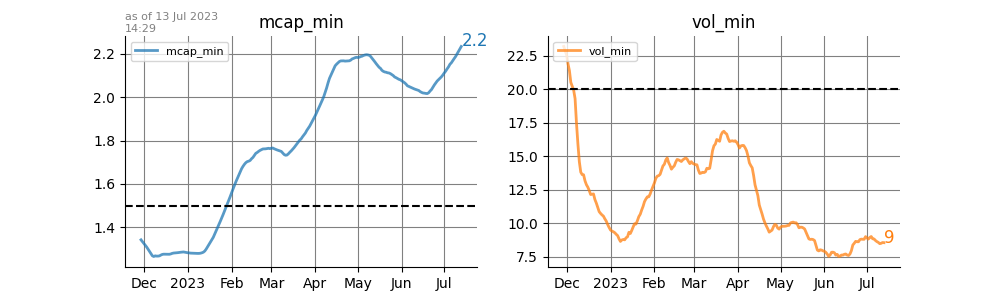 as of 13 Jul 2023
14:29
mcap_min
mcap_min
2.2
2.2
2.0
1.8
1.6
1.4
Dec 2023 Feb Mar Apr May Jun Jul
vol_min
vol_min
22.5
20.0
17.5
15.0
12.5
10.0
7.5
9
Dec 2023 Feb Mar Apr May Jun Jul